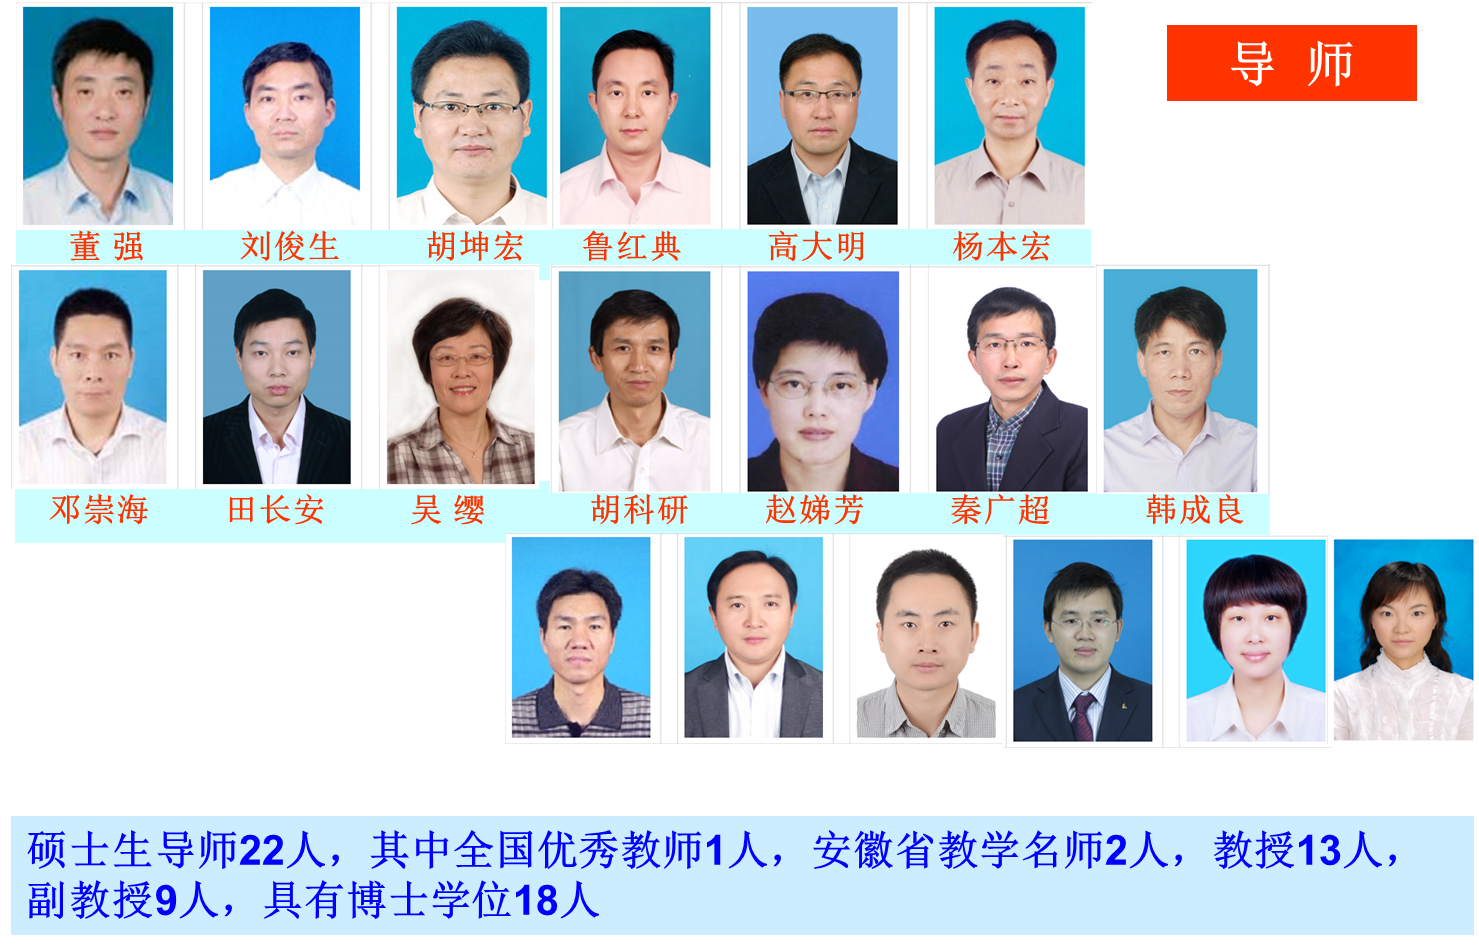 导 师
董 强 刘俊生 胡坤宏 鲁红典 高大明 杨本宏
邓崇海 田长安 吴 缨 胡科研 赵娣芳 秦广超 韩成良
硕士生导师22人，其中全国优秀教师1人，安徽省教学名师2人，教授13人，
副教授9人，具有博士学位18人